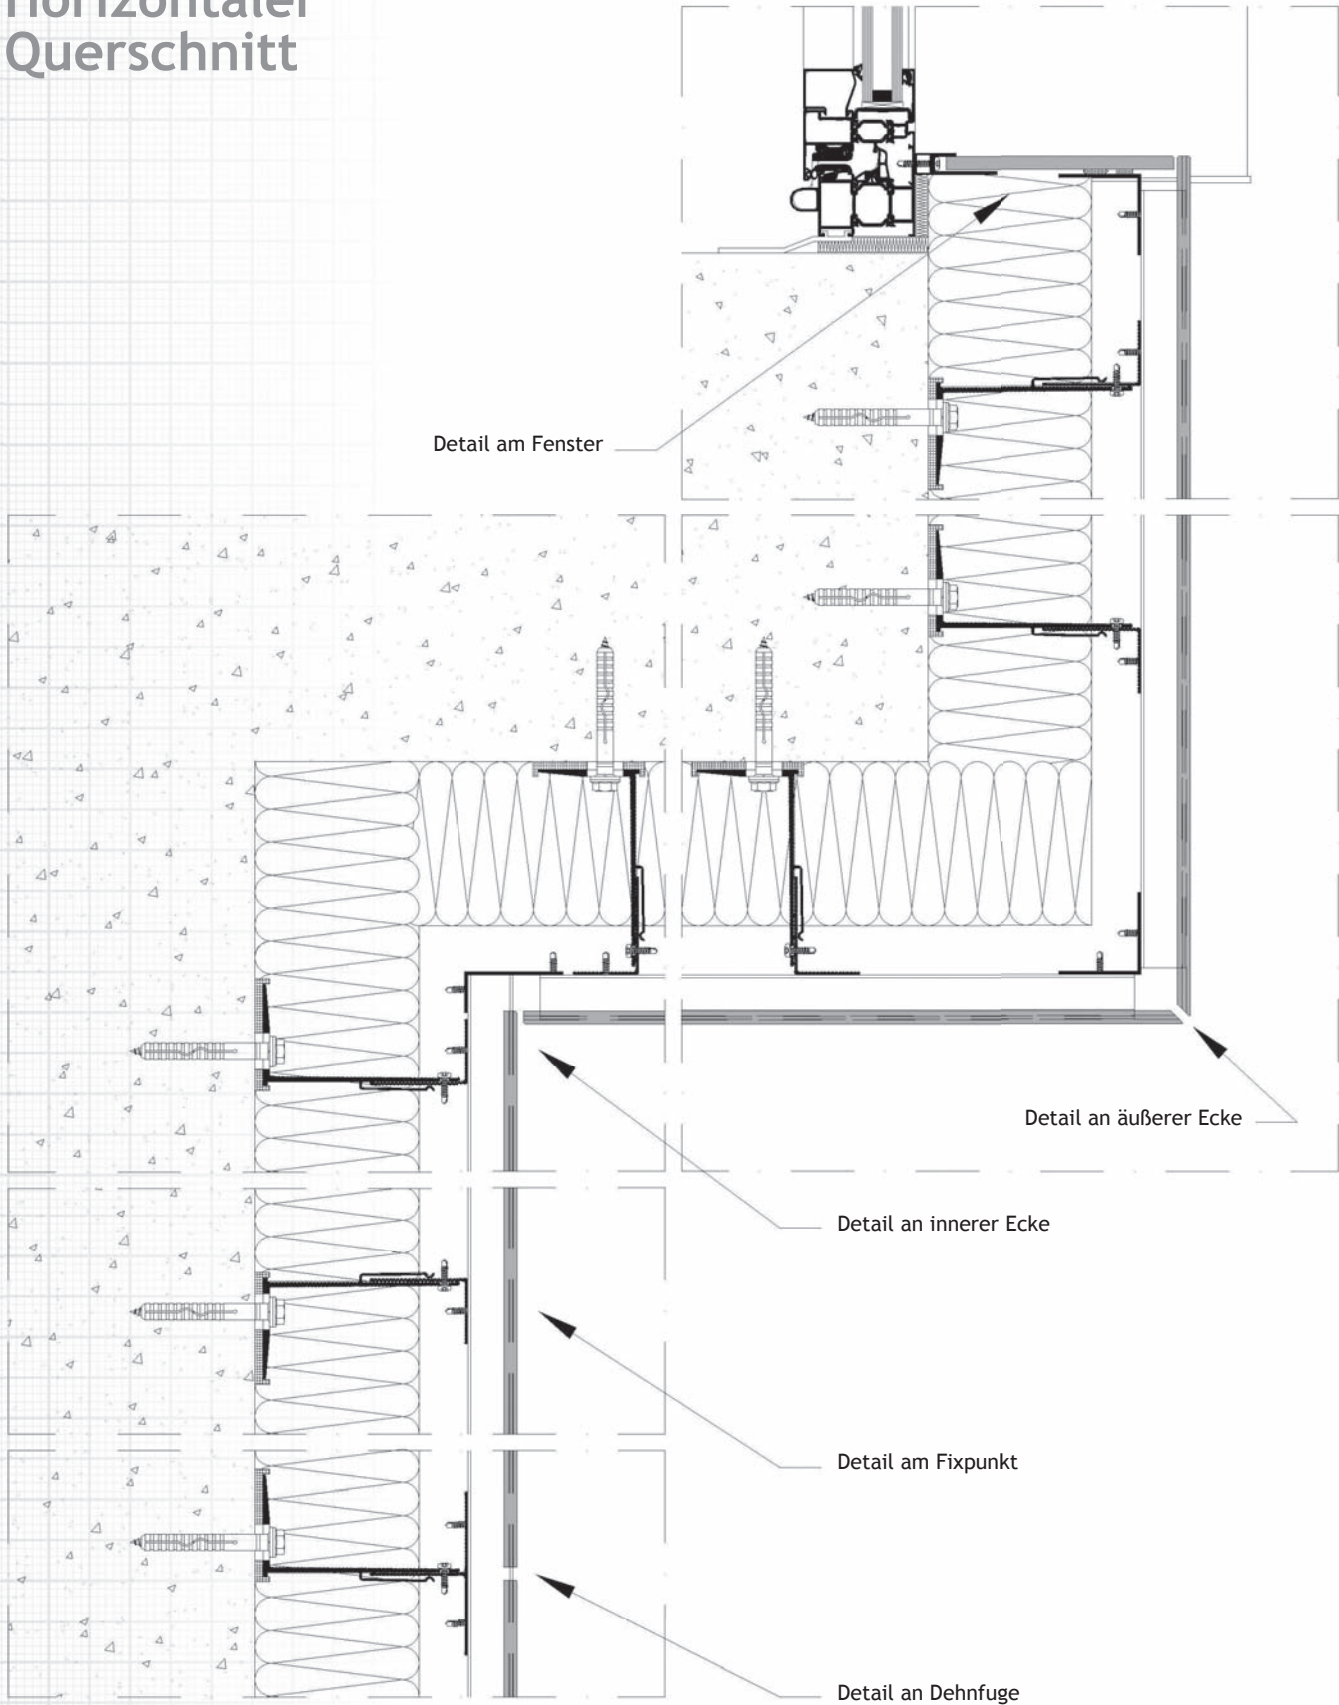 Horizontaler
Querschnitt
Detail am Fenster
Detail an äußerer Ecke
Detail an innerer Ecke
Detail am Fixpunkt
Detail an Dehnfuge